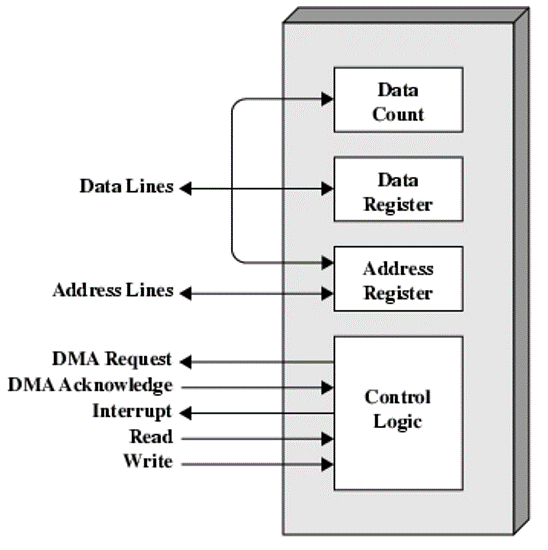 Data
Count
Data Lines
Data
Register
Address
Register
Address Lines
DMA Request
DMA Acknowledge
Interrupt
Read
Write
Control
Logic